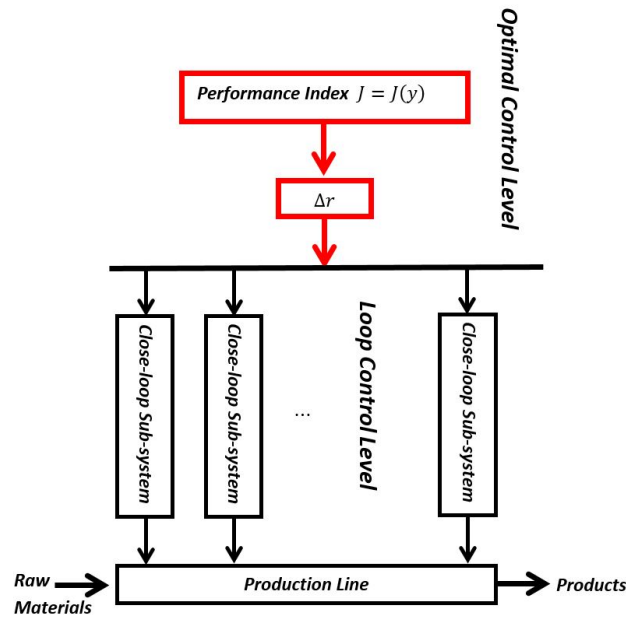 Optimal Control Level
Performance Index J = J(y)
Δr
Loop Control Level
Close-loop Sub-system
Close-loop Sub-system
...
Close-loop Sub-system
Raw
Materials
Production Line
Products